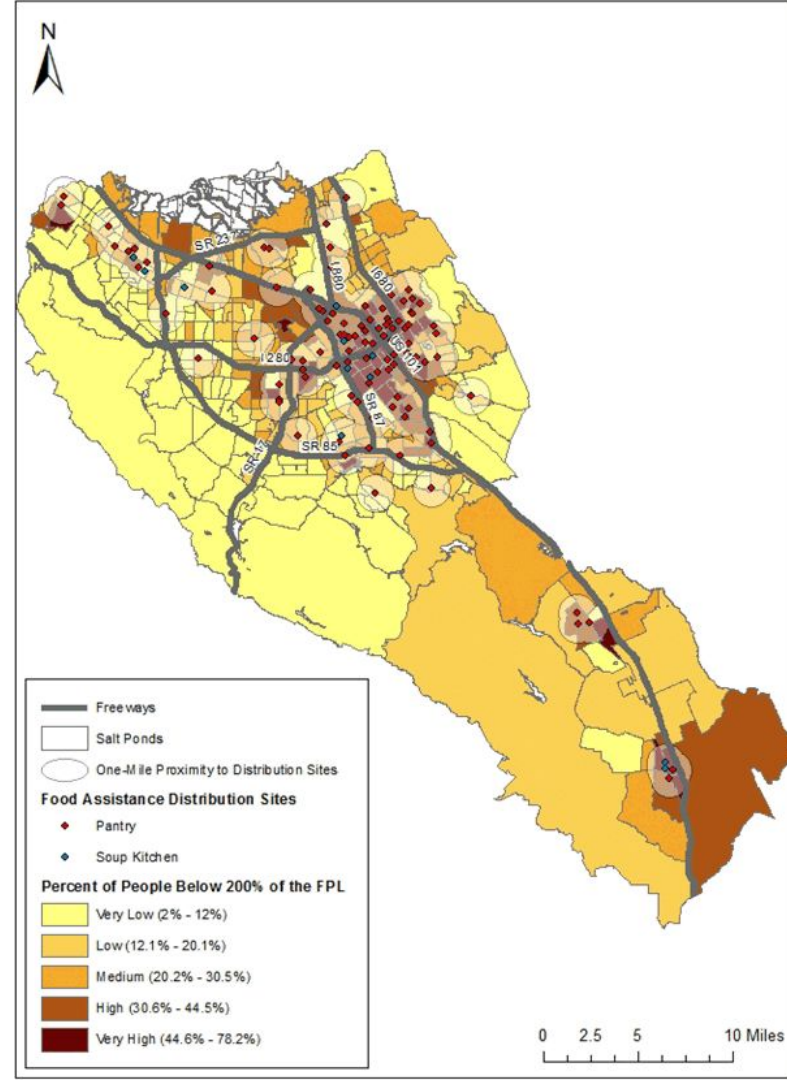 N
SR 23
I 880
I 680
US 101
I 280
SR 87
SR 85
SR 17
Freeways
Salt Ponds
One-Mile Proximity to Distribution Sites
Food Assistance Distribution Sites
Pantry
Soup Kitchen
Percent of People Below 200% of the FPL
Very Low (2% - 12%)
Low (12.1% - 20.1%)
Medium (20.2% - 30.5%)
High (30.6% - 44.5%)
Very High (44.6% - 78.2%)
0 2.5 5 10 Miles